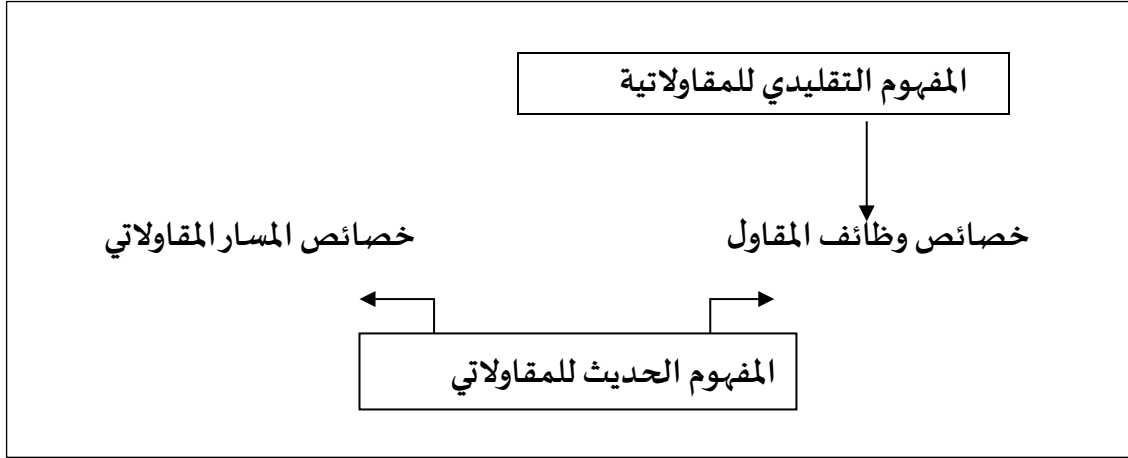 المفهوم التقليدي للمقاولاتية
خصائص وظائف المقاول
خصائص المسار المقاولاتي
المفهوم الحديث للمقاولاتي